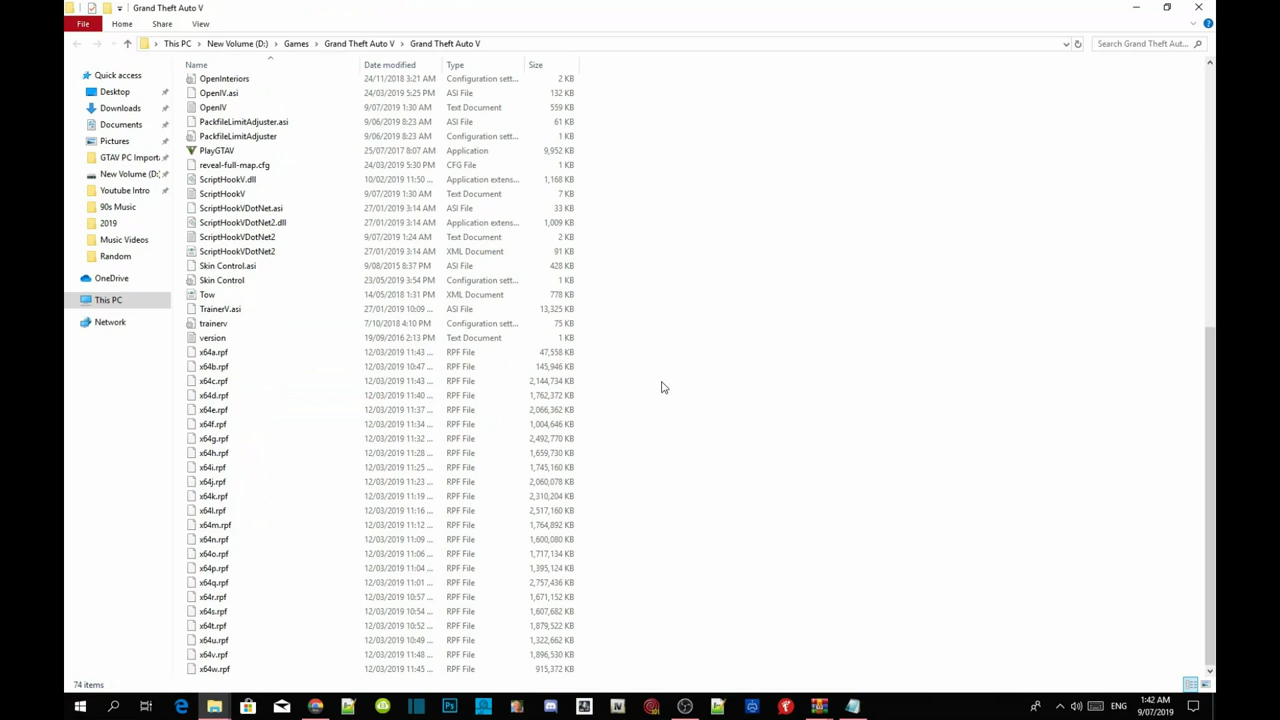 Grand Theft Auto V
File Home Share View
This PC New Volume (D:) Games Grand Theft Auto V Grand Theft Auto V Search Grand Theft Aut...
Name Date modified Type Size
Quick access
Desktop
Downloads
Documents
Pictures
GTAV PC Import
New Volume (D:)
Youtube Intro
90s Music
2019
Music Videos
Random
OneDrive
This PC
Network
OpenInteriors 24/11/2018 3:21 AM Configuration sett... 2 KB
OpenIV.asi 24/03/2019 5:25 PM ASI File 132 KB
OpenIV 9/07/2019 1:30 AM Text Document 559 KB
PackfileLimitAdjuster.asi 9/06/2019 8:23 AM ASI File 61 KB
PackfileLimitAdjuster 9/06/2019 8:23 AM Configuration sett... 1 KB
PlayGTAV 25/07/2017 8:07 AM Application 9,952 KB
reveal-full-map.cfg 24/03/2019 5:30 PM CFG File 1 KB
ScriptHookV.dll 10/02/2019 11:50 ... Application extens... 1,168 KB
ScriptHookV 9/07/2019 1:30 AM Text Document 7 KB
ScriptHookVDotNet.asi 27/01/2019 3:14 AM ASI File 33 KB
ScriptHookVDotNet2.dll 27/01/2019 3:14 AM Application extens... 1,009 KB
ScriptHookVDotNet2 9/07/2019 1:24 AM Text Document 2 KB
ScriptHookVDotNet2 27/01/2019 3:14 AM XML Document 91 KB
Skin Control.asi 9/08/2015 8:37 PM ASI File 428 KB
Skin Control 23/05/2019 3:54 PM Configuration sett... 1 KB
Tow 14/05/2018 1:31 PM XML Document 778 KB
TrainerV.asi 27/01/2019 10:09 ... ASI File 13,325 KB
trainerv 7/10/2018 4:10 PM Configuration sett... 75 KB
version 19/09/2016 2:13 PM Text Document 1 KB
x64a.rpf 12/03/2019 11:43 ... RPF File 47,558 KB
x64b.rpf 12/03/2019 10:47 ... RPF File 145,946 KB
x64c.rpf 12/03/2019 11:43 ... RPF File 2,144,734 KB
x64d.rpf 12/03/2019 11:40 ... RPF File 1,762,372 KB
x64e.rpf 12/03/2019 11:37 ... RPF File 2,066,362 KB
x64f.rpf 12/03/2019 11:34 ... RPF File 1,004,646 KB
x64g.rpf 12/03/2019 11:32 ... RPF File 2,492,770 KB
x64h.rpf 12/03/2019 11:28 ... RPF File 1,659,730 KB
x64i.rpf 12/03/2019 11:25 ... RPF File 1,745,160 KB
x64j.rpf 12/03/2019 11:23 ... RPF File 2,060,078 KB
x64k.rpf 12/03/2019 11:19 ... RPF File 2,310,204 KB
x64l.rpf 12/03/2019 11:16 ... RPF File 2,517,160 KB
x64m.rpf 12/03/2019 11:12 ... RPF File 1,764,892 KB
x64n.rpf 12/03/2019 11:09 ... RPF File 1,600,080 KB
x64o.rpf 12/03/2019 11:06 ... RPF File 1,717,134 KB
x64p.rpf 12/03/2019 11:04 ... RPF File 1,395,124 KB
x64q.rpf 12/03/2019 11:01 ... RPF File 2,757,436 KB
x64r.rpf 12/03/2019 10:57 ... RPF File 1,671,152 KB
x64s.rpf 12/03/2019 10:54 ... RPF File 1,607,682 KB
x64t.rpf 12/03/2019 10:52 ... RPF File 1,879,522 KB
x64u.rpf 12/03/2019 10:49 ... RPF File 1,322,662 KB
x64v.rpf 12/03/2019 11:48 ... RPF File 1,896,530 KB
x64w.rpf 12/03/2019 11:45 ... RPF File 915,372 KB
74 items
Ps IV ENG 1:42 AM
9/07/2019